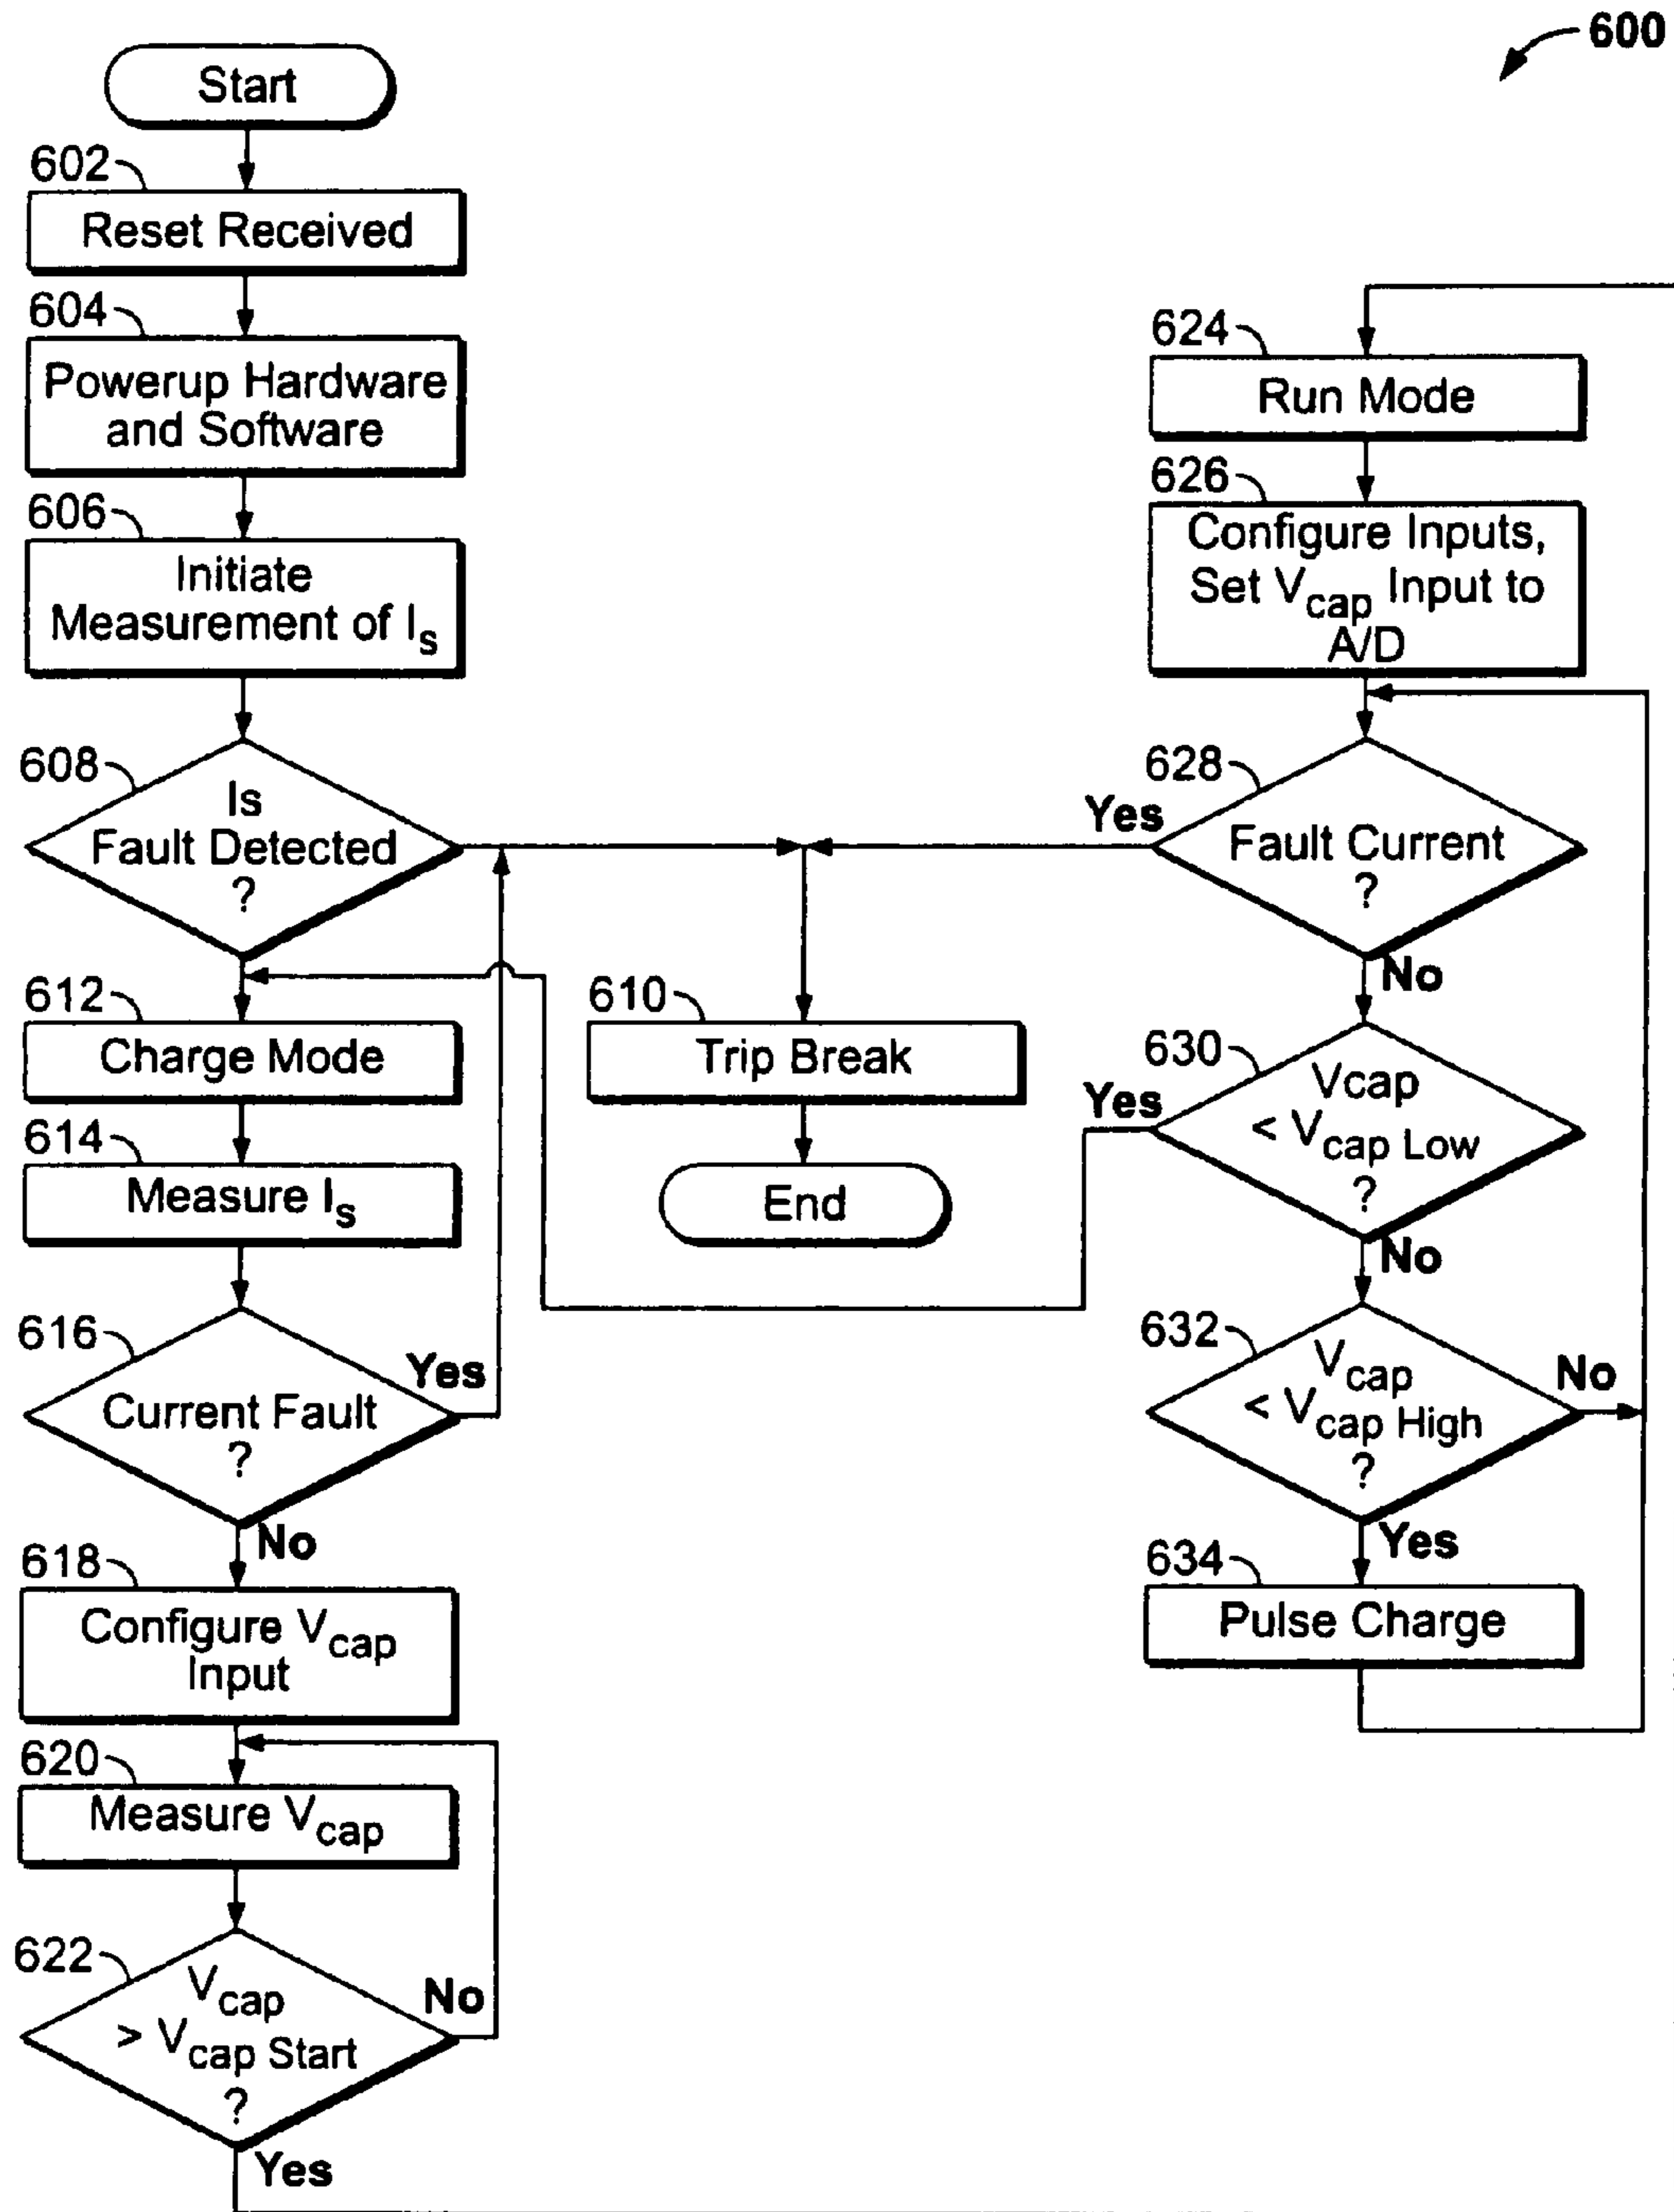 600
Start
602
Reset Received
604
Powerup Hardware
and Software
606
Initiate
Measurement of Is
608
Is
Fault Detected
?
612
Charge Mode
614
Measure Is
616
Current Fault
?
Yes
No
618
Configure Vcap
Input
620
Measure Vcap
622
Vcap
> Vcap Start
?
No
Yes
610
Trip Break
End
624
Run Mode
626
Configure Inputs,
Set Vcap Input to
A/D
628
Fault Current
?
Yes
No
630
Vcap
< Vcap Low
?
Yes
No
632
Vcap
< Vcap High
?
No
Yes
634
Pulse Charge